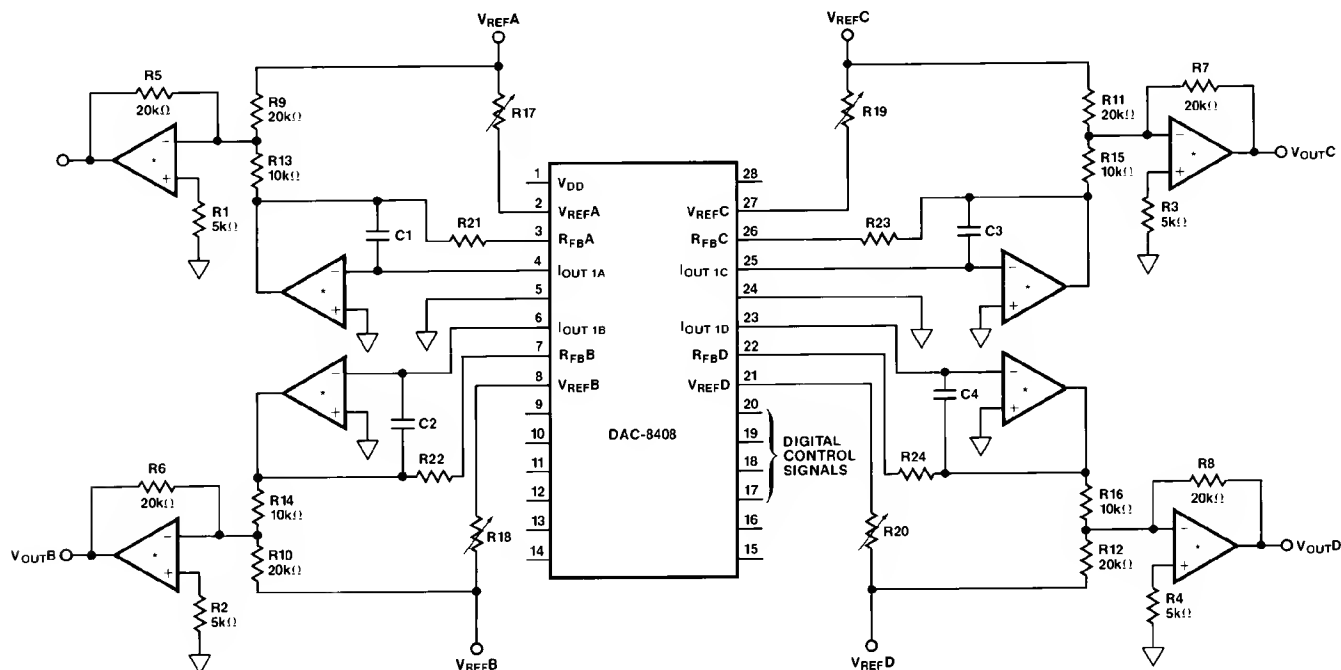 VREFA
VREFC
R5
20kΩ
R9
20kΩ
R17
R19
R11
20kΩ
R7
20kΩ
−
*
+
R13
10kΩ
R1
5kΩ
−
*
+
R15
10kΩ
R3
5kΩ
VOUTC
C1
R21
R23
C3
−
*
+
−
*
+
1 VDD
2 VREFA
3 RFBA
4 IOUT 1A
5
6 IOUT 1B
7 RFBB
8 VREFB
9
10
11
12
13
14
DAC-8408
28
VREFC 27
RFBC 26
IOUT 1C 25
24
IOUT 1D 23
RFBD 22
VREFD 21
20
19
18
17
16
15
DIGITAL
CONTROL
SIGNALS
−
*
+
C2
R22
−
*
+
C4
R24
R6
20kΩ
R14
10kΩ
R10
20kΩ
R18
R20
R16
10kΩ
R12
20kΩ
R8
20kΩ
VOUTB
−
*
+
R2
5kΩ
−
*
+
R4
5kΩ
VOUTD
VREFB
VREFD